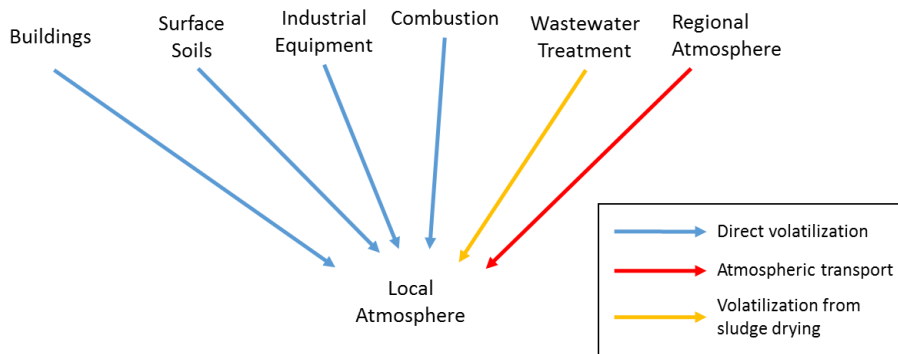 Buildings
Surface
Soils
Industrial
Equipment
Combustion
Wastewater
Treatment
Regional
Atmosphere
Local
Atmosphere
Direct volatilization
Atmospheric transport
Volatilization from
sludge drying